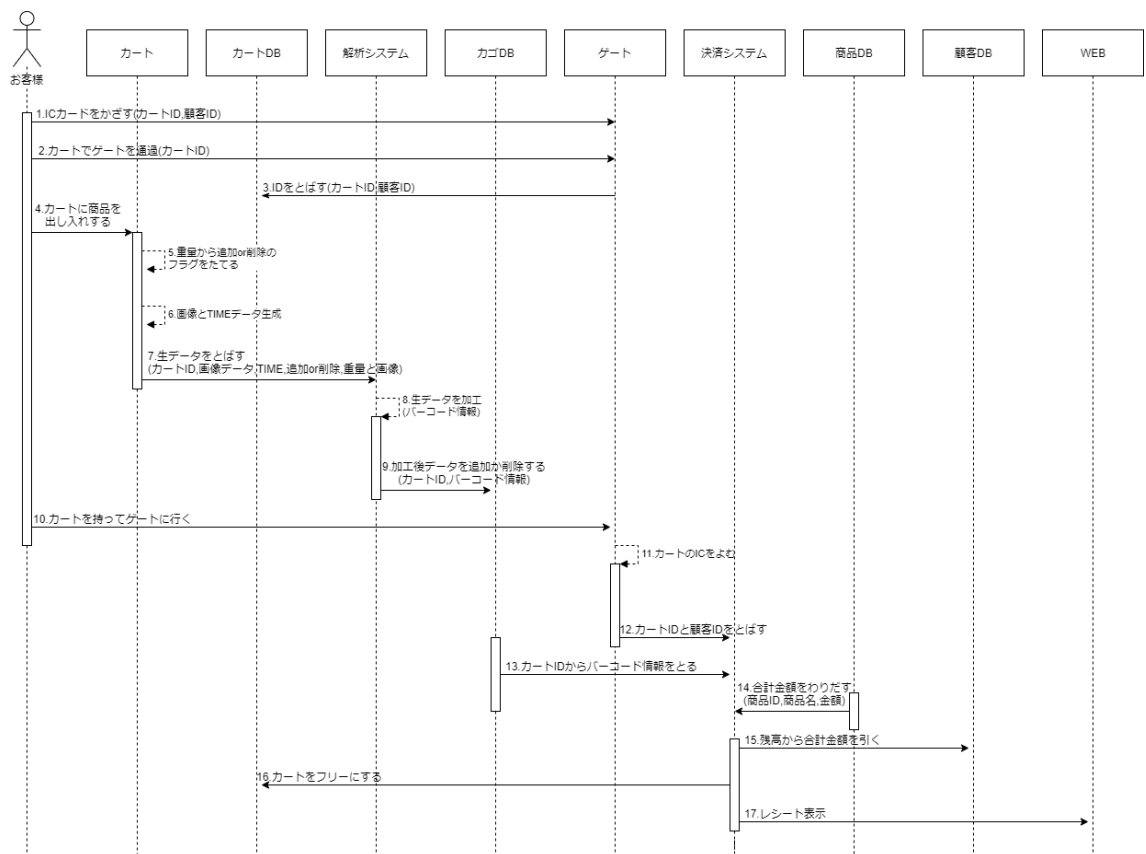 お客様
カート
カートDB
解析システム
カゴDB
ゲート
決済システム
商品DB
顧客DB
WEB
1.ICカードをかざす(カートID,顧客ID)
2.カートでゲートを通過(カートID)
3.IDをとばす(カートID,顧客ID)
4.カートに商品を
出し入れする
5.重量から追加or削除の
フラグをたてる
6.画像とTIMEデータ生成
7.生データをとばす
(カートID,画像データ,TIME,追加or削除,重量と画像)
8.生データを加工
(バーコード情報)
9.加工後データを追加か削除する
(カートID,バーコード情報)
10.カートを持ってゲートに行く
11.カートのICをよむ
12.カートIDと顧客IDをとばす
13.カートIDからバーコード情報をとる
14.合計金額をわりだす
(商品ID,商品名,金額)
15.残高から合計金額を引く
16.カートをフリーにする
17.レシート表示